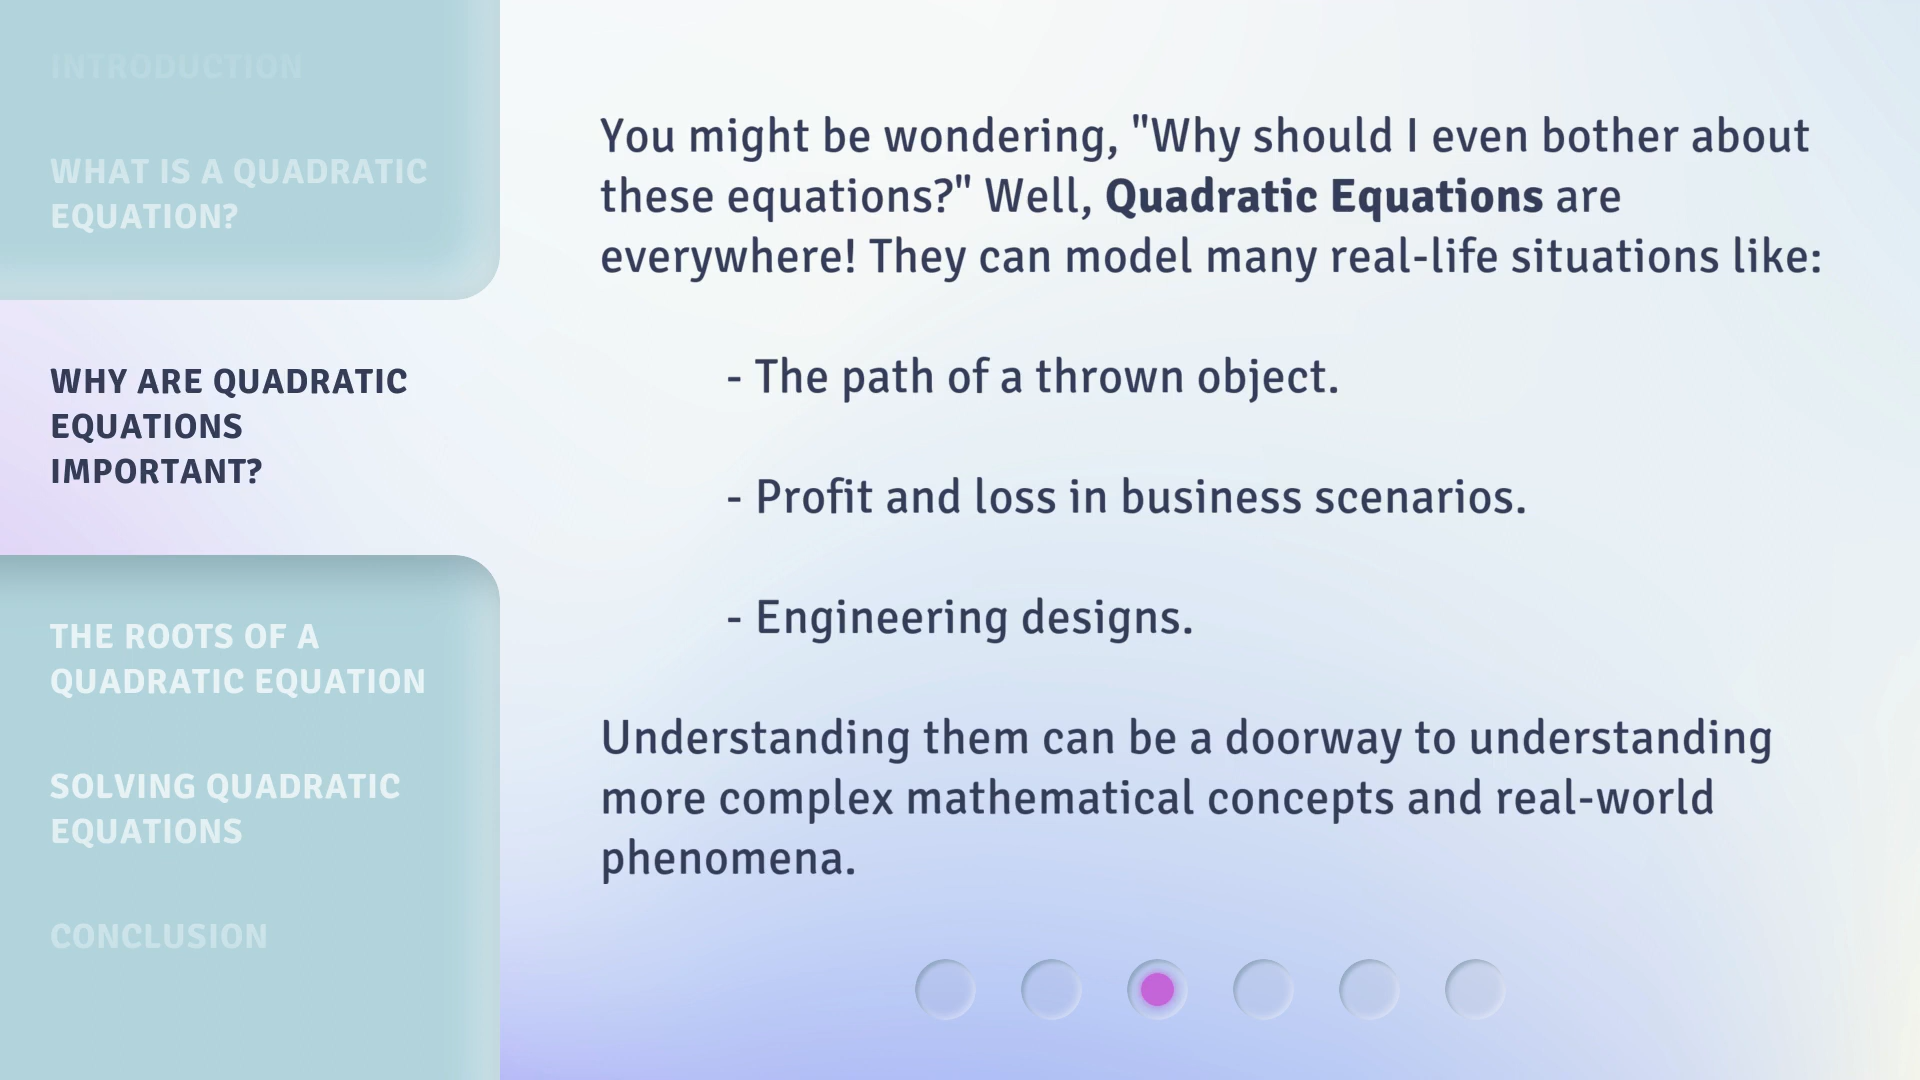 INTRODUCTION
WHAT IS A QUADRATIC
EQUATION?
WHY ARE QUADRATIC
EQUATIONS
IMPORTANT?
THE ROOTS OF A
QUADRATIC EQUATION
SOLVING QUADRATIC
EQUATIONS
CONCLUSION
You might be wondering, "Why should I even bother about
these equations?" Well, Quadratic Equations are
everywhere! They can model many real-life situations like:
- The path of a thrown object.
- Profit and loss in business scenarios.
- Engineering designs.
Understanding them can be a doorway to understanding
more complex mathematical concepts and real-world
phenomena.